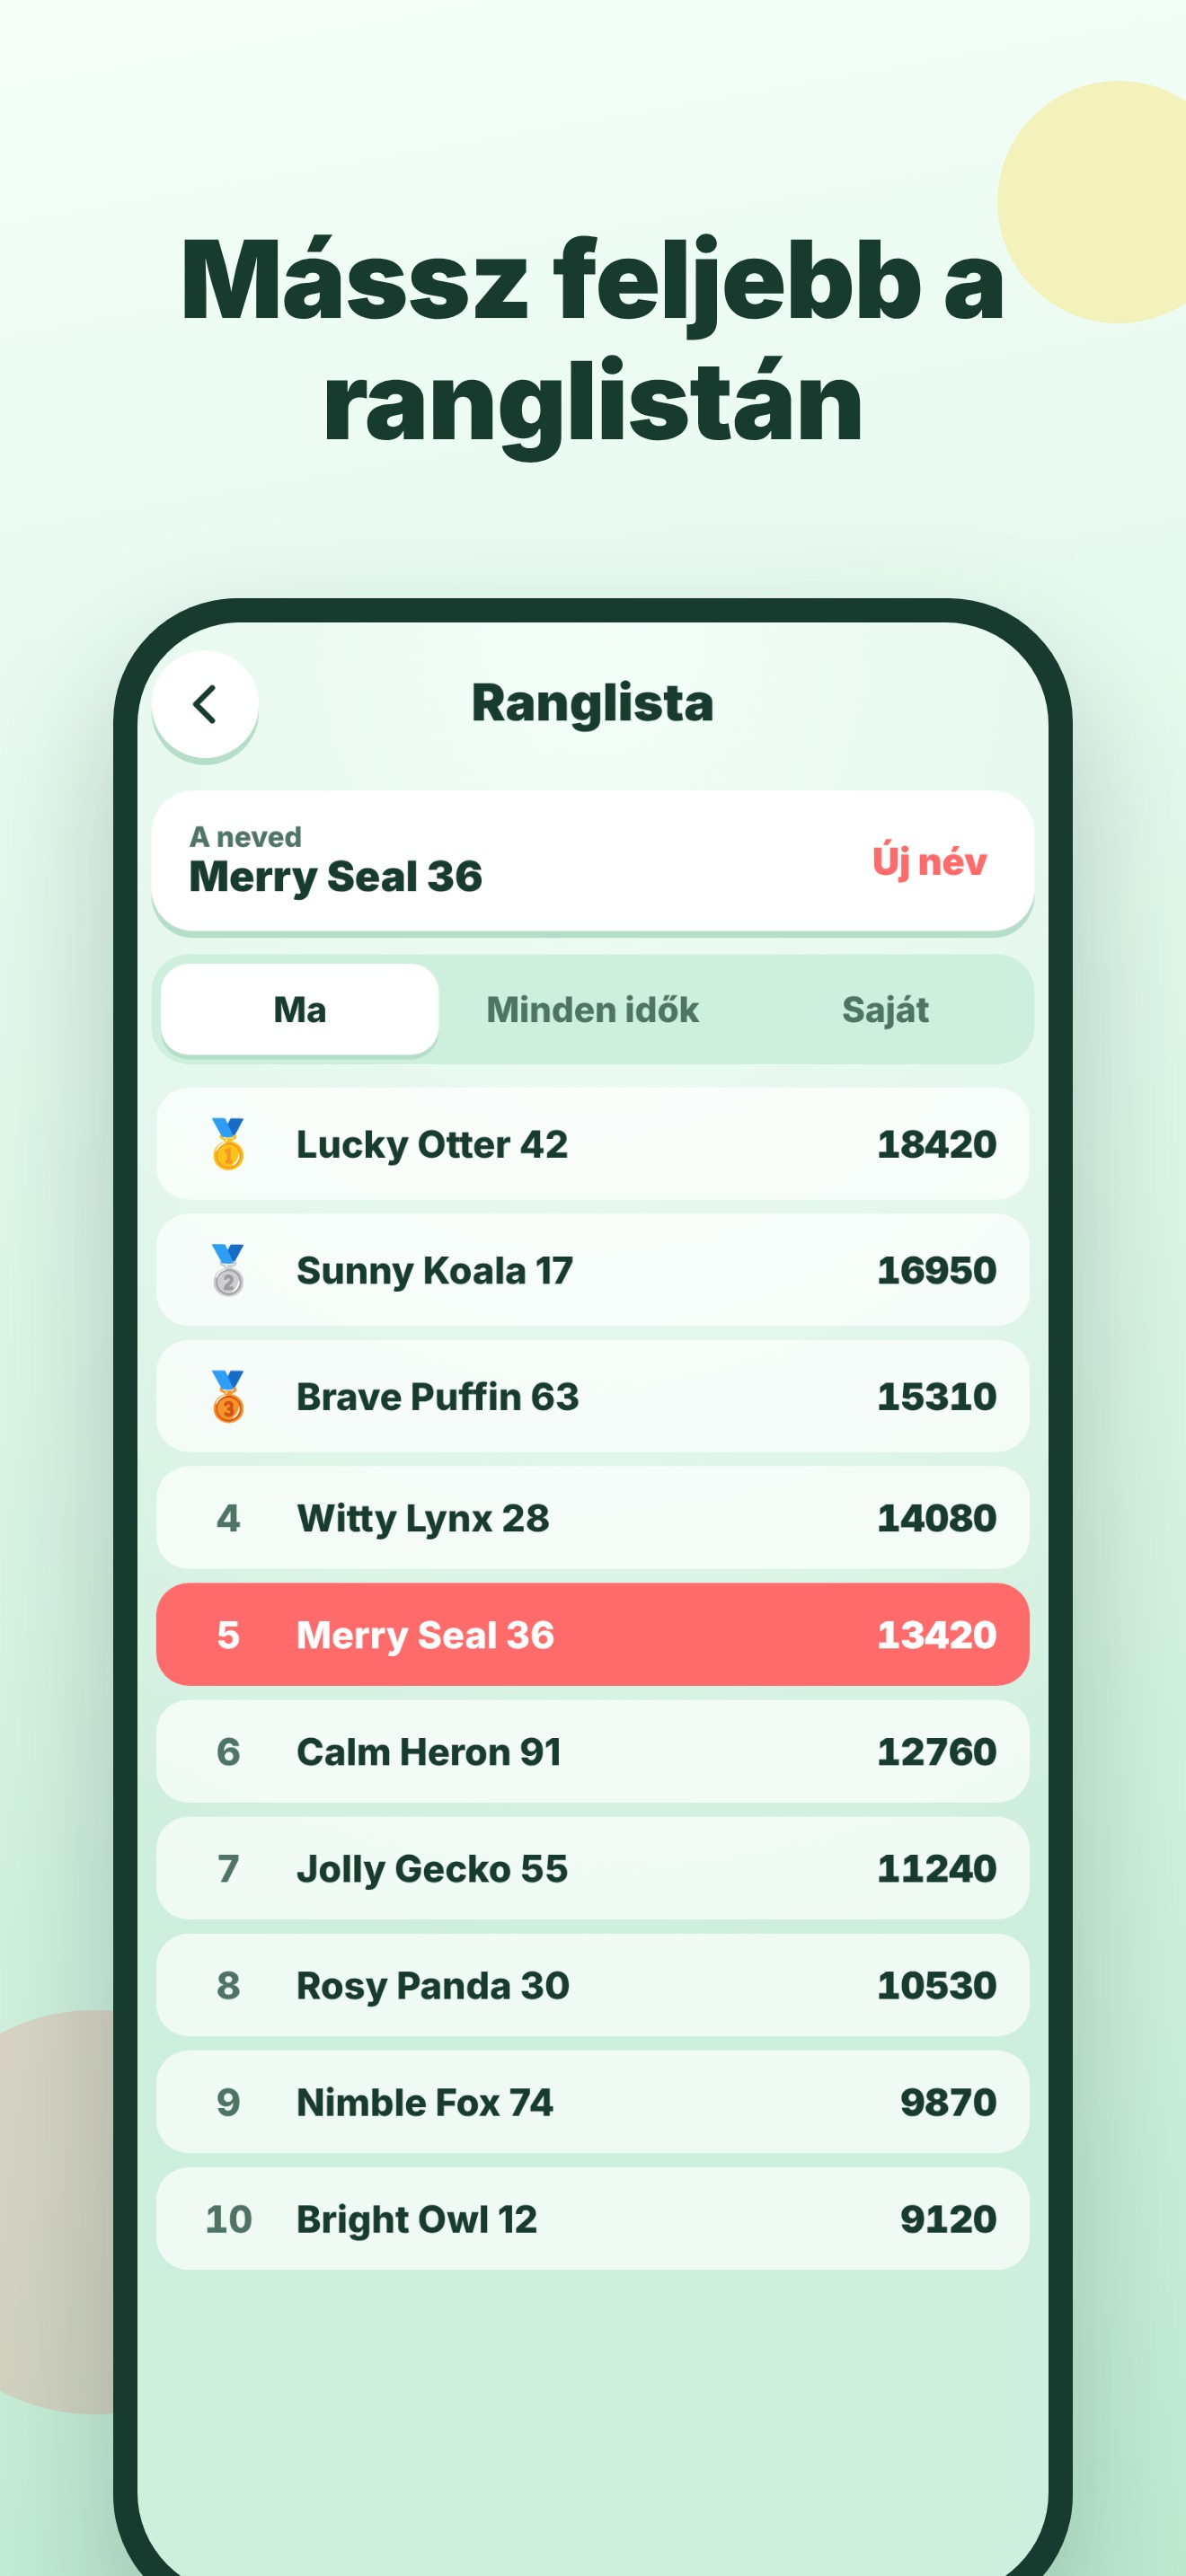 Mássz feljebb a
ranglistán
Ranglista
A neved
Merry Seal 36
Új név
Ma Minden idők Saját
1 Lucky Otter 42 18420
2 Sunny Koala 17 16950
3 Brave Puffin 63 15310
4 Witty Lynx 28 14080
5 Merry Seal 36 13420
6 Calm Heron 91 12760
7 Jolly Gecko 55 11240
8 Rosy Panda 30 10530
9 Nimble Fox 74 9870
10 Bright Owl 12 9120